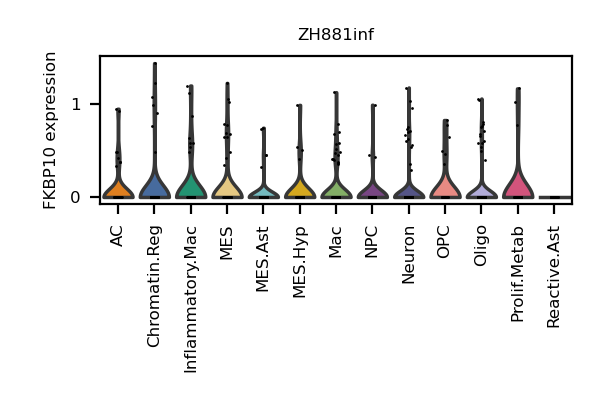 ZH881inf
FKBP10 expression
1
0
AC
Chromatin.Reg
Inflammatory.Mac
MES
MES.Ast
MES.Hyp
Mac
NPC
Neuron
OPC
Oligo
Prolif.Metab
Reactive.Ast